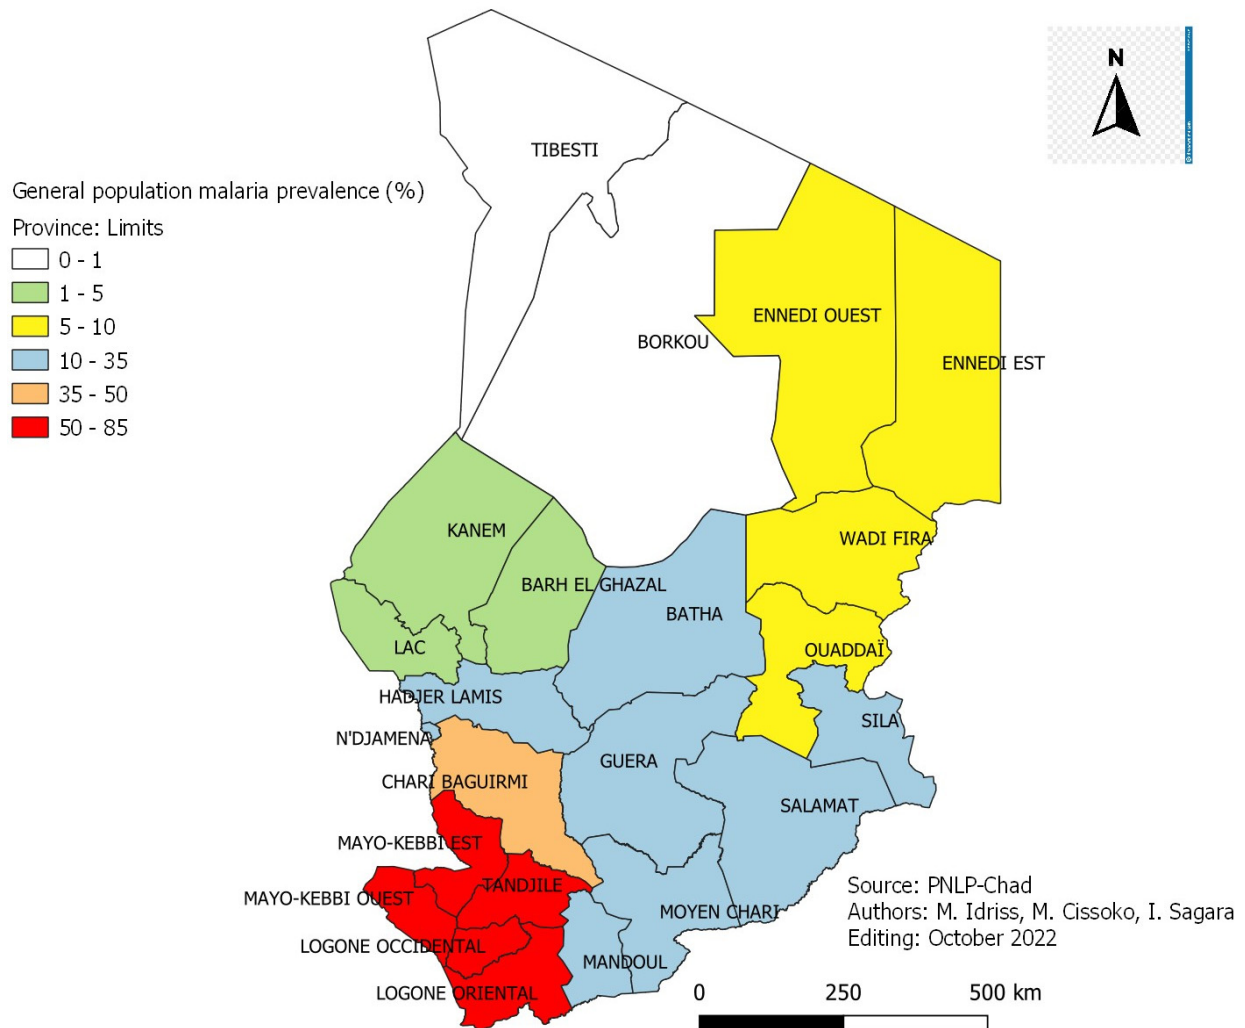 N
TIBESTI
General population malaria prevalence (%)
Province: Limits
0 - 1
1 - 5
5 - 10
10 - 35
35 - 50
50 - 85
ENNEDI OUEST
BORKOU
ENNEDI EST
KANEM
WADI FIRA
BARH EL GHAZAL
BATHA
LAC
OUADDAÏ
HADJER LAMIS
SILA
N'DJAMENA
GUERA
CHARI BAGUIRMI
SALAMAT
MAYO-KEBBI EST
TANDJILE
MAYO-KEBBI OUEST
MOYEN CHARI
LOGONE OCCIDENTAL
MANDOUL
LOGONE ORIENTAL
Source: PNLP-Chad
Authors: M. Idriss, M. Cissoko, I. Sagara
Editing: October 2022
0 250 500 km